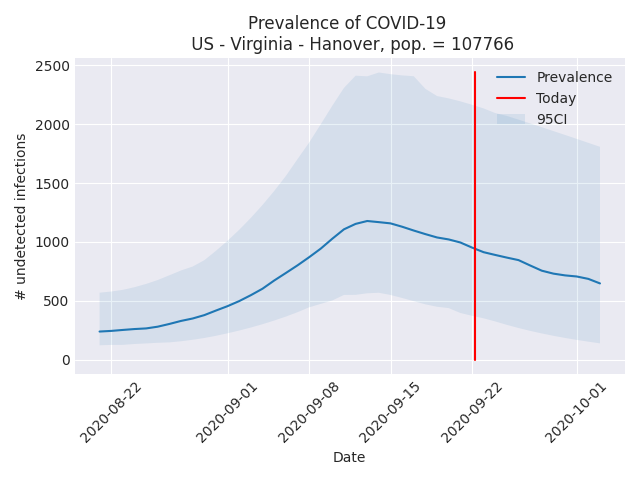 Prevalence of COVID-19
US - Virginia - Hanover, pop. = 107766
# undetected infections
2500
2000
1500
1000
500
0
Prevalence
Today
95CI
2020-08-22
2020-09-01
2020-09-08
2020-09-15
2020-09-22
2020-10-01
Date